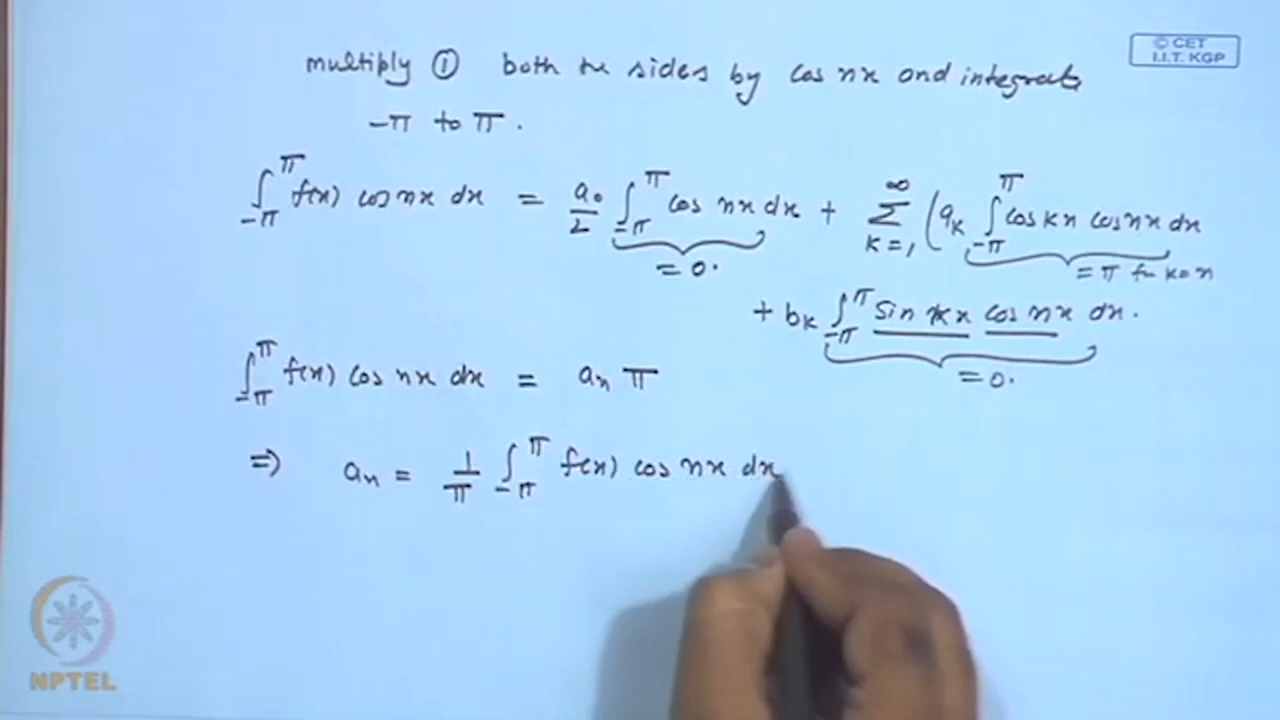 © CET
I.I.T. KGP
multiply ① both the sides by cos nx and integrate
-π to π.
∫_{-π}^{π} f(x) cos nx dx = a₀/2 ∫_{-π}^{π} cos nx dx + ∑_{k=1}^{∞} (a_k ∫_{-π}^{π} cos kx cos nx dx
= 0.
= π for k = n
+ b_k ∫_{-π}^{π} sin kx cos nx dx.
= 0.
∫_{-π}^{π} f(x) cos nx dx = a_n π
⇒ a_n = 1/π ∫_{-π}^{π} f(x) cos nx dx
NPTEL